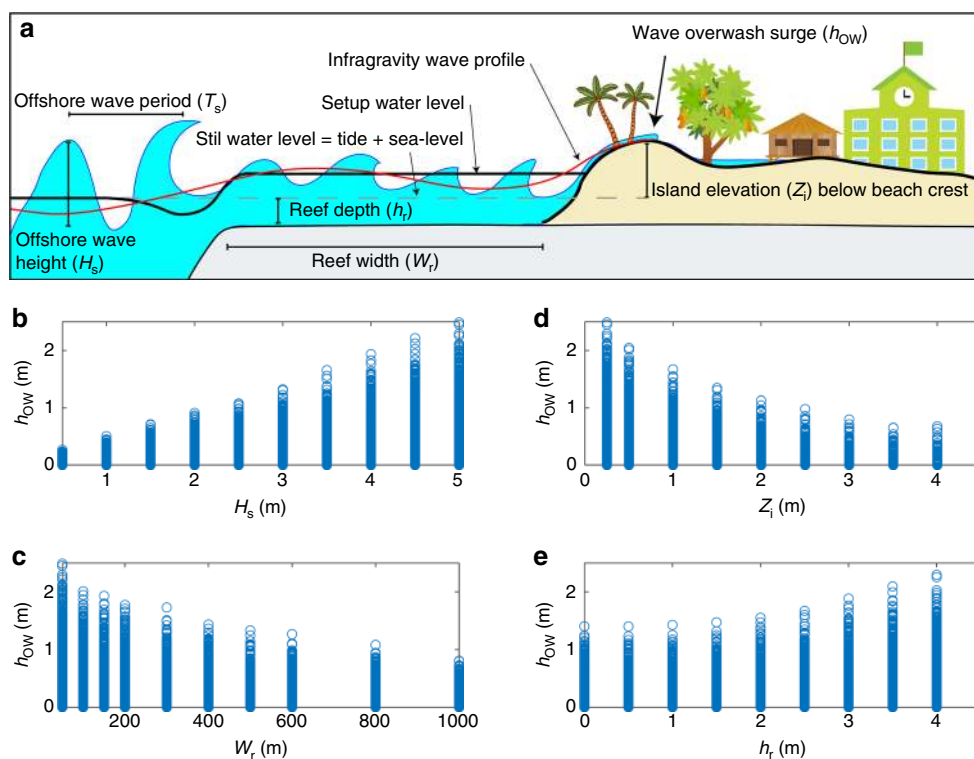 a
Wave overwash surge (hOW)
Infragravity wave profile
Offshore wave period (Ts)
Setup water level
Stil water level = tide + sea-level
Island elevation (Zi) below beach crest
Reef depth (hr)
Offshore wave
height (Hs)
Reef width (Wr)
b
2
1
0
hOW (m)
1 2 3 4 5
Hs (m)
d
2
1
0
hOW (m)
0 1 2 3 4
Zi (m)
c
2
1
0
hOW (m)
200 400 600 800 1000
Wr (m)
e
2
1
0
hOW (m)
0 1 2 3 4
hr (m)